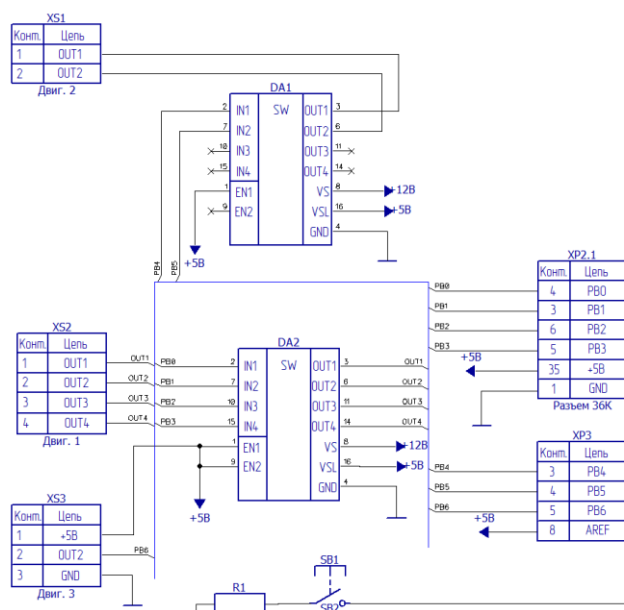 XS1
Конт. Цепь
1 OUT1
2 OUT2
Двиг. 2
DA1
2 IN1 SW OUT1 3
7 IN2 OUT2 6
10 IN3 OUT3 11
15 IN4 OUT4 14
1 EN1 VS 8 +12В
9 EN2 VSL 16 +5В
GND 4
+5В
PB4
PB5
XP2.1
Конт. Цепь
PB0 4 PB0
PB1 3 PB1
PB2 6 PB2
PB3 5 PB3
+5В 35 +5В
1 GND
Разъем 36К
XS2
Конт. Цепь
1 OUT1 OUT1 PB0
2 OUT2 OUT2 PB1
3 OUT3 OUT3 PB2
4 OUT4 OUT4 PB3
Двиг. 1
DA2
2 IN1 SW OUT1 3 OUT1
7 IN2 OUT2 6 OUT2
10 IN3 OUT3 11 OUT3
15 IN4 OUT4 14 OUT4
1 EN1 VS 8 +12В
9 EN2 VSL 16 +5В
GND 4
+5В
XP3
Конт. Цепь
PB4 3 PB4
PB5 4 PB5
PB6 5 PB6
+5В 8 AREF
XS3
Конт. Цепь
1 +5В
2 OUT2 PB6
3 GND
Двиг. 3
R1
SB1
SB2